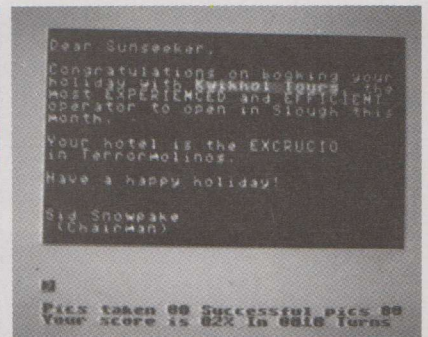 Dear Sunseeker,
Congratulations on booking your
holiday with Kwikhol Tours, the
most EXPERIENCED and EFFICIENT
operator to open in Slough this
month.
Your hotel is the EXCRUCIO
in Terrormolinos.
Have a happy holiday!
Sid Snowpake
(Chairman)
Pics taken 00 Successful pics 00
Your score is 02% In 0010 Turns